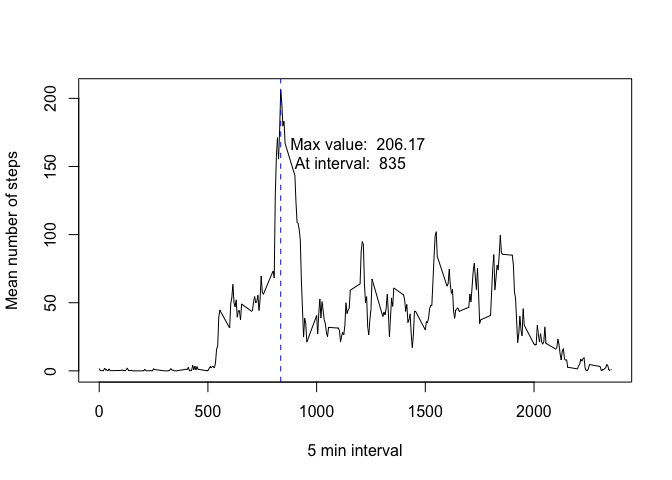 200
150
100
50
0
Mean number of steps
Max value:  206.17
At interval:  835
0 500 1000 1500 2000
5 min interval